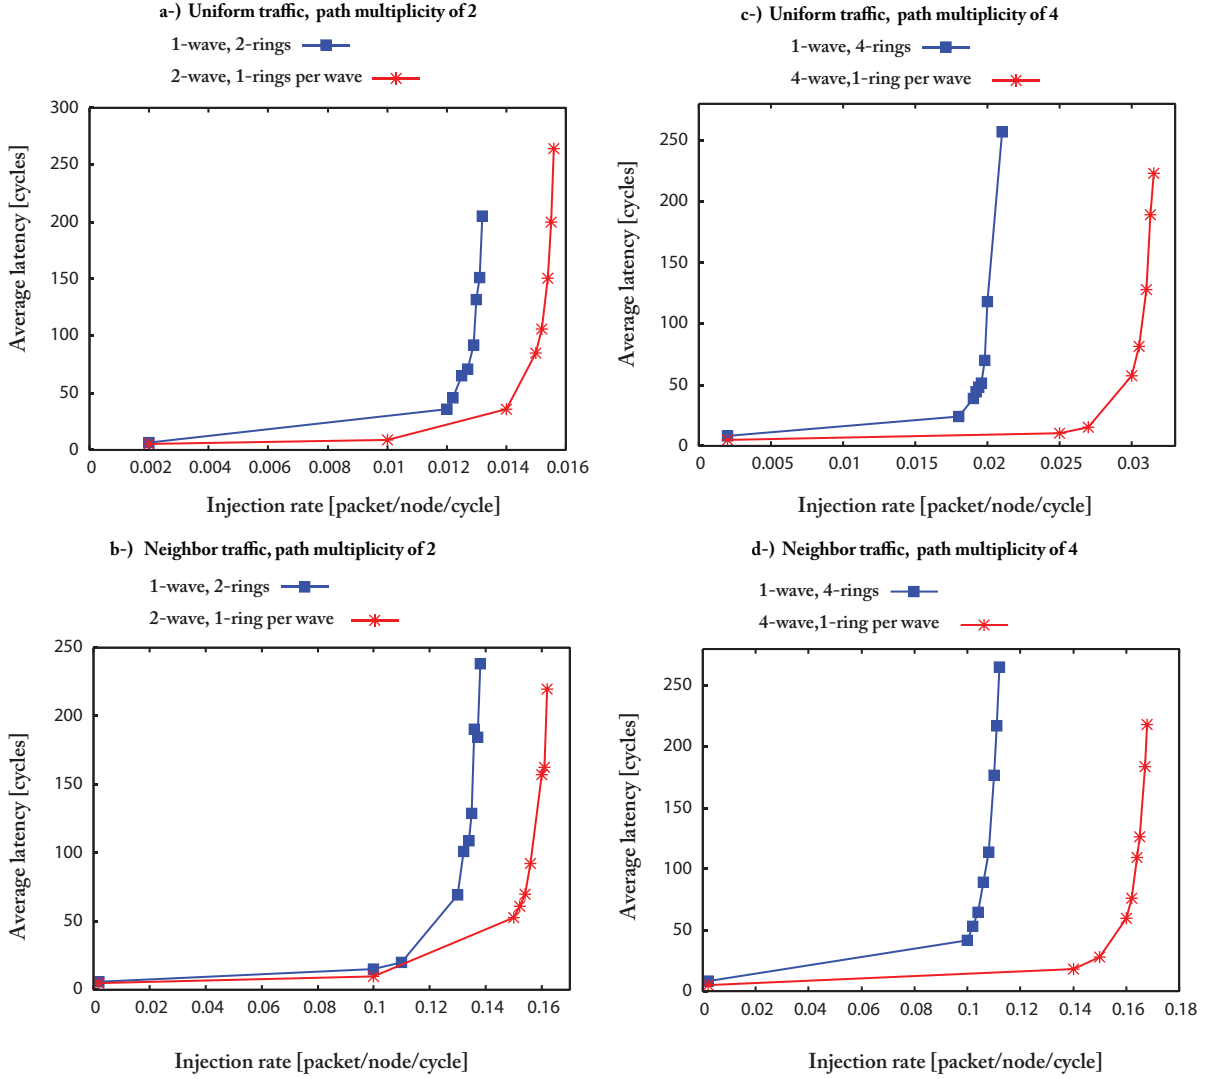 a-) Uniform traffic, path multiplicity of 2
1-wave, 2-rings
2-wave, 1-rings per wave
300
250
200
150
100
50
0
0 0.002 0.004 0.006 0.008 0.01 0.012 0.014 0.016
Average latency [cycles]
Injection rate [packet/node/cycle]
c-) Uniform traffic, path multiplicity of 4
1-wave, 4-rings
4-wave,1-ring per wave
250
200
150
100
50
0
0 0.005 0.01 0.015 0.02 0.025 0.03
Average latency [cycles]
Injection rate [packet/node/cycle]
b-) Neighbor traffic, path multiplicity of 2
1-wave, 2-rings
2-wave, 1-ring per wave
250
200
150
100
50
0
0 0.02 0.04 0.06 0.08 0.1 0.12 0.14 0.16
Average latency [cycles]
Injection rate [packet/node/cycle]
d-) Neighbor traffic, path multiplicity of 4
1-wave, 4-rings
4-wave,1-ring per wave
250
200
150
100
50
0
0 0.02 0.04 0.06 0.08 0.1 0.12 0.14 0.16 0.18
Average latency [cycles]
Injection rate [packet/node/cycle]